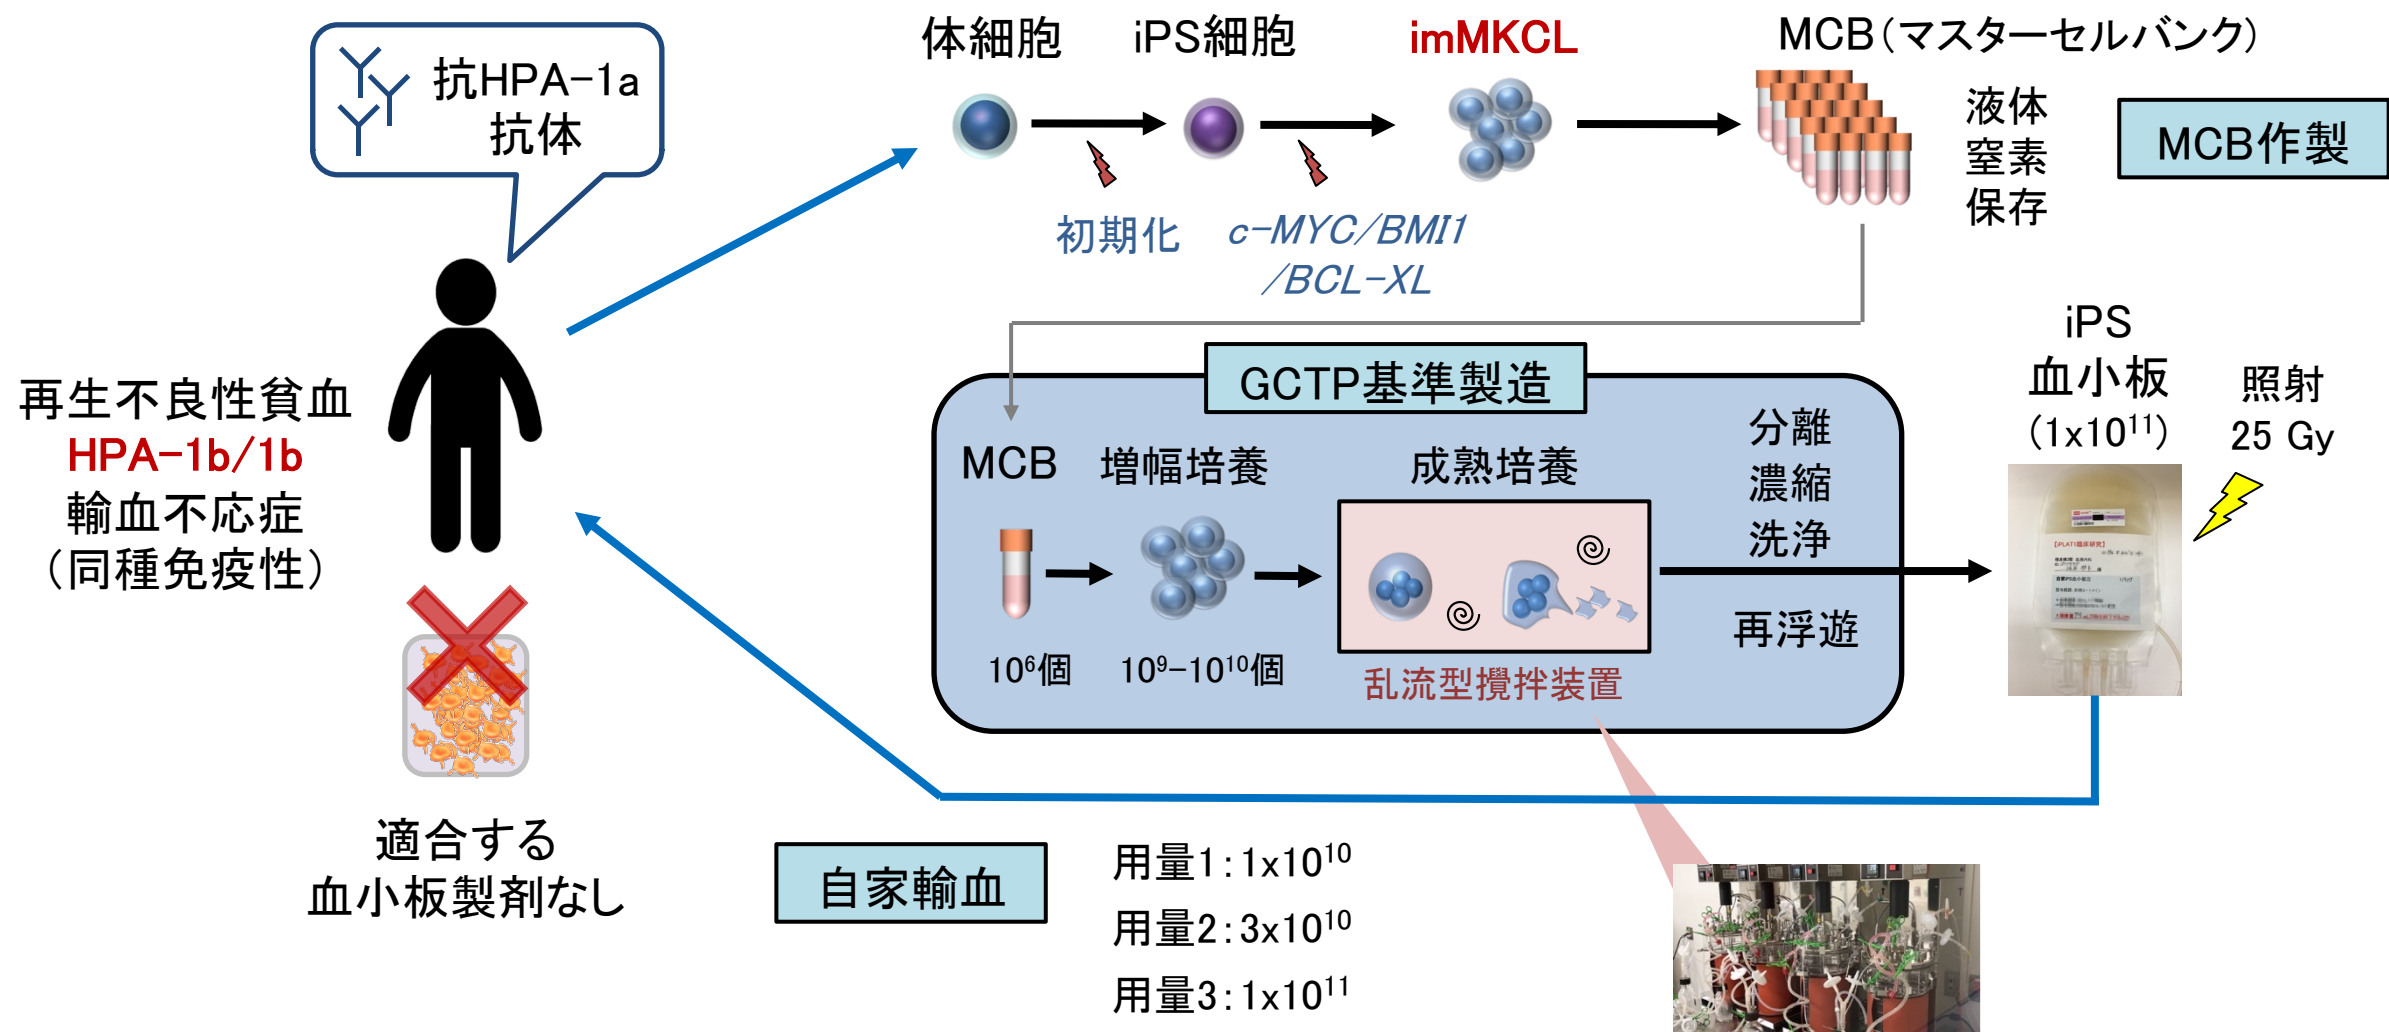 抗HPA-1a
抗体
再生不良性貧血
HPA-1b/1b
輸血不応症
（同種免疫性）
適合する
血小板製剤なし
体細胞
iPS細胞
imMKCL
MCB（マスターセルバンク）
初期化
c-MYC/BMI1
/BCL-XL
液体
窒素
保存
MCB作製
GCTP基準製造
MCB
増幅培養
成熟培養
分離
濃縮
洗浄
再浮遊
10⁶個
10⁹-10¹⁰個
乱流型攪拌装置
iPS
血小板
（1x10¹¹）
照射
25 Gy
自家輸血
用量1：1x10¹⁰
用量2：3x10¹⁰
用量3：1x10¹¹